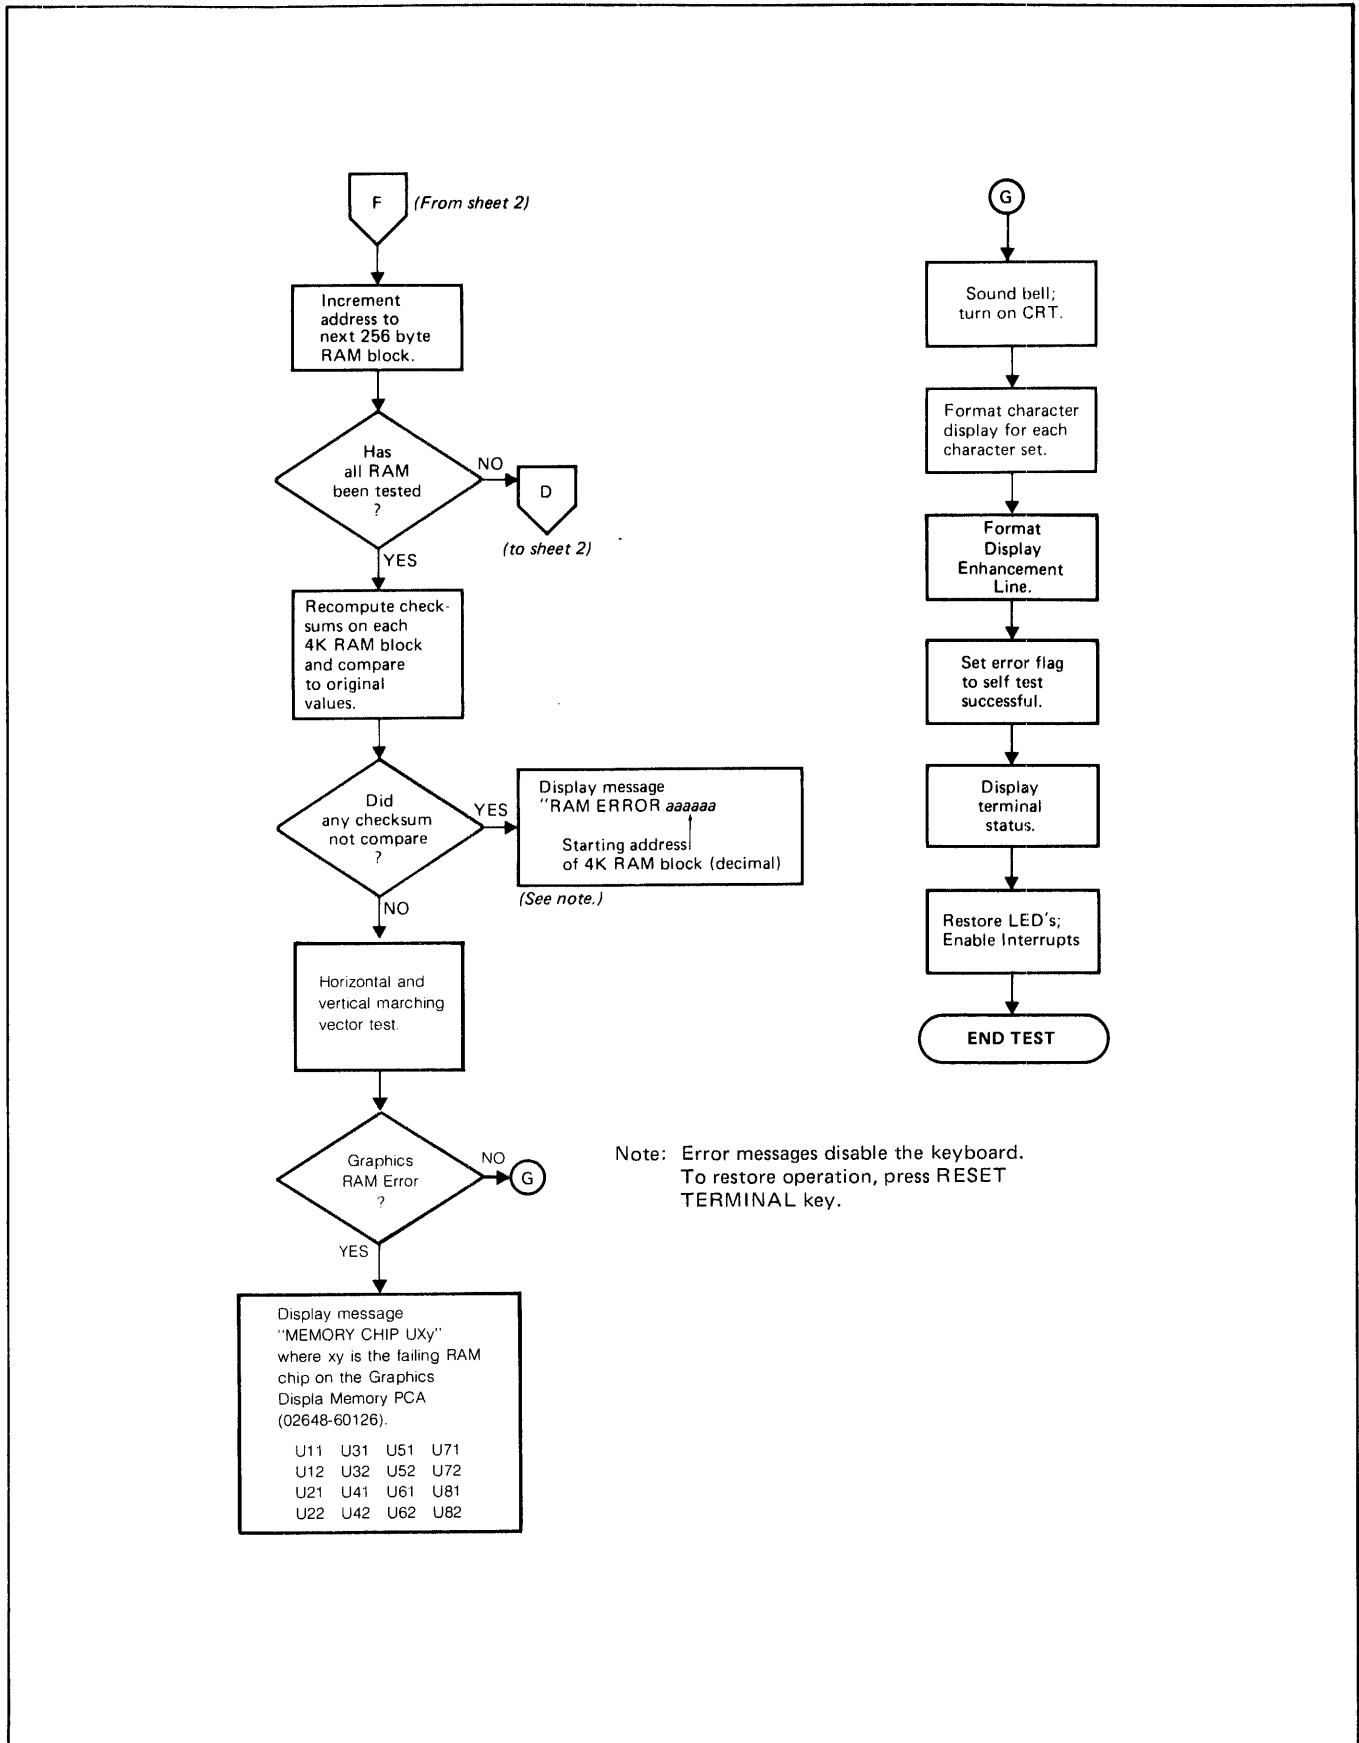 F
(From sheet 2)
Increment
address to
next 256 byte
RAM block.
Has
all RAM
been tested
?
NO
D
(to sheet 2)
YES
Recompute check-
sums on each
4K RAM block
and compare
to original
values.
Did
any checksum
not compare
?
YES
Display message
"RAM ERROR aaaaaa
Starting address
of 4K RAM block (decimal)
(See note.)
NO
Horizontal and
vertical marching
vector test.
Graphics
RAM Error
?
NO
G
YES
Display message
"MEMORY CHIP UXy"
where xy is the failing RAM
chip on the Graphics
Displa Memory PCA
(02648-60126).
U11 U31 U51 U71
U12 U32 U52 U72
U21 U41 U61 U81
U22 U42 U62 U82
G
Sound bell;
turn on CRT.
Format character
display for each
character set.
Format
Display
Enhancement
Line.
Set error flag
to self test
successful.
Display
terminal
status.
Restore LED's;
Enable Interrupts
END TEST
Note: Error messages disable the keyboard.
To restore operation, press RESET
TERMINAL key.